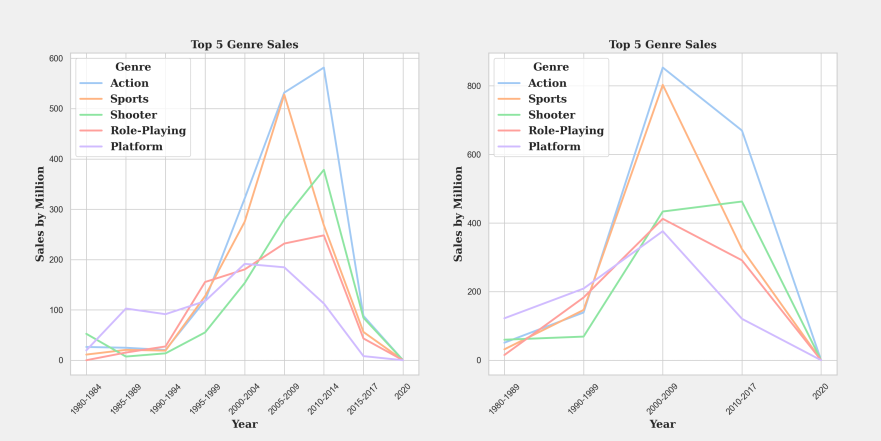 Top 5 Genre Sales
Genre
Action
Sports
Shooter
Role-Playing
Platform
Sales by Million
600
500
400
300
200
100
0
1980-1984
1985-1989
1990-1994
1995-1999
2000-2004
2005-2009
2010-2014
2015-2017
2020
Year
Top 5 Genre Sales
Genre
Action
Sports
Shooter
Role-Playing
Platform
Sales by Million
800
600
400
200
0
1980-1989
1990-1999
2000-2009
2010-2017
2020
Year